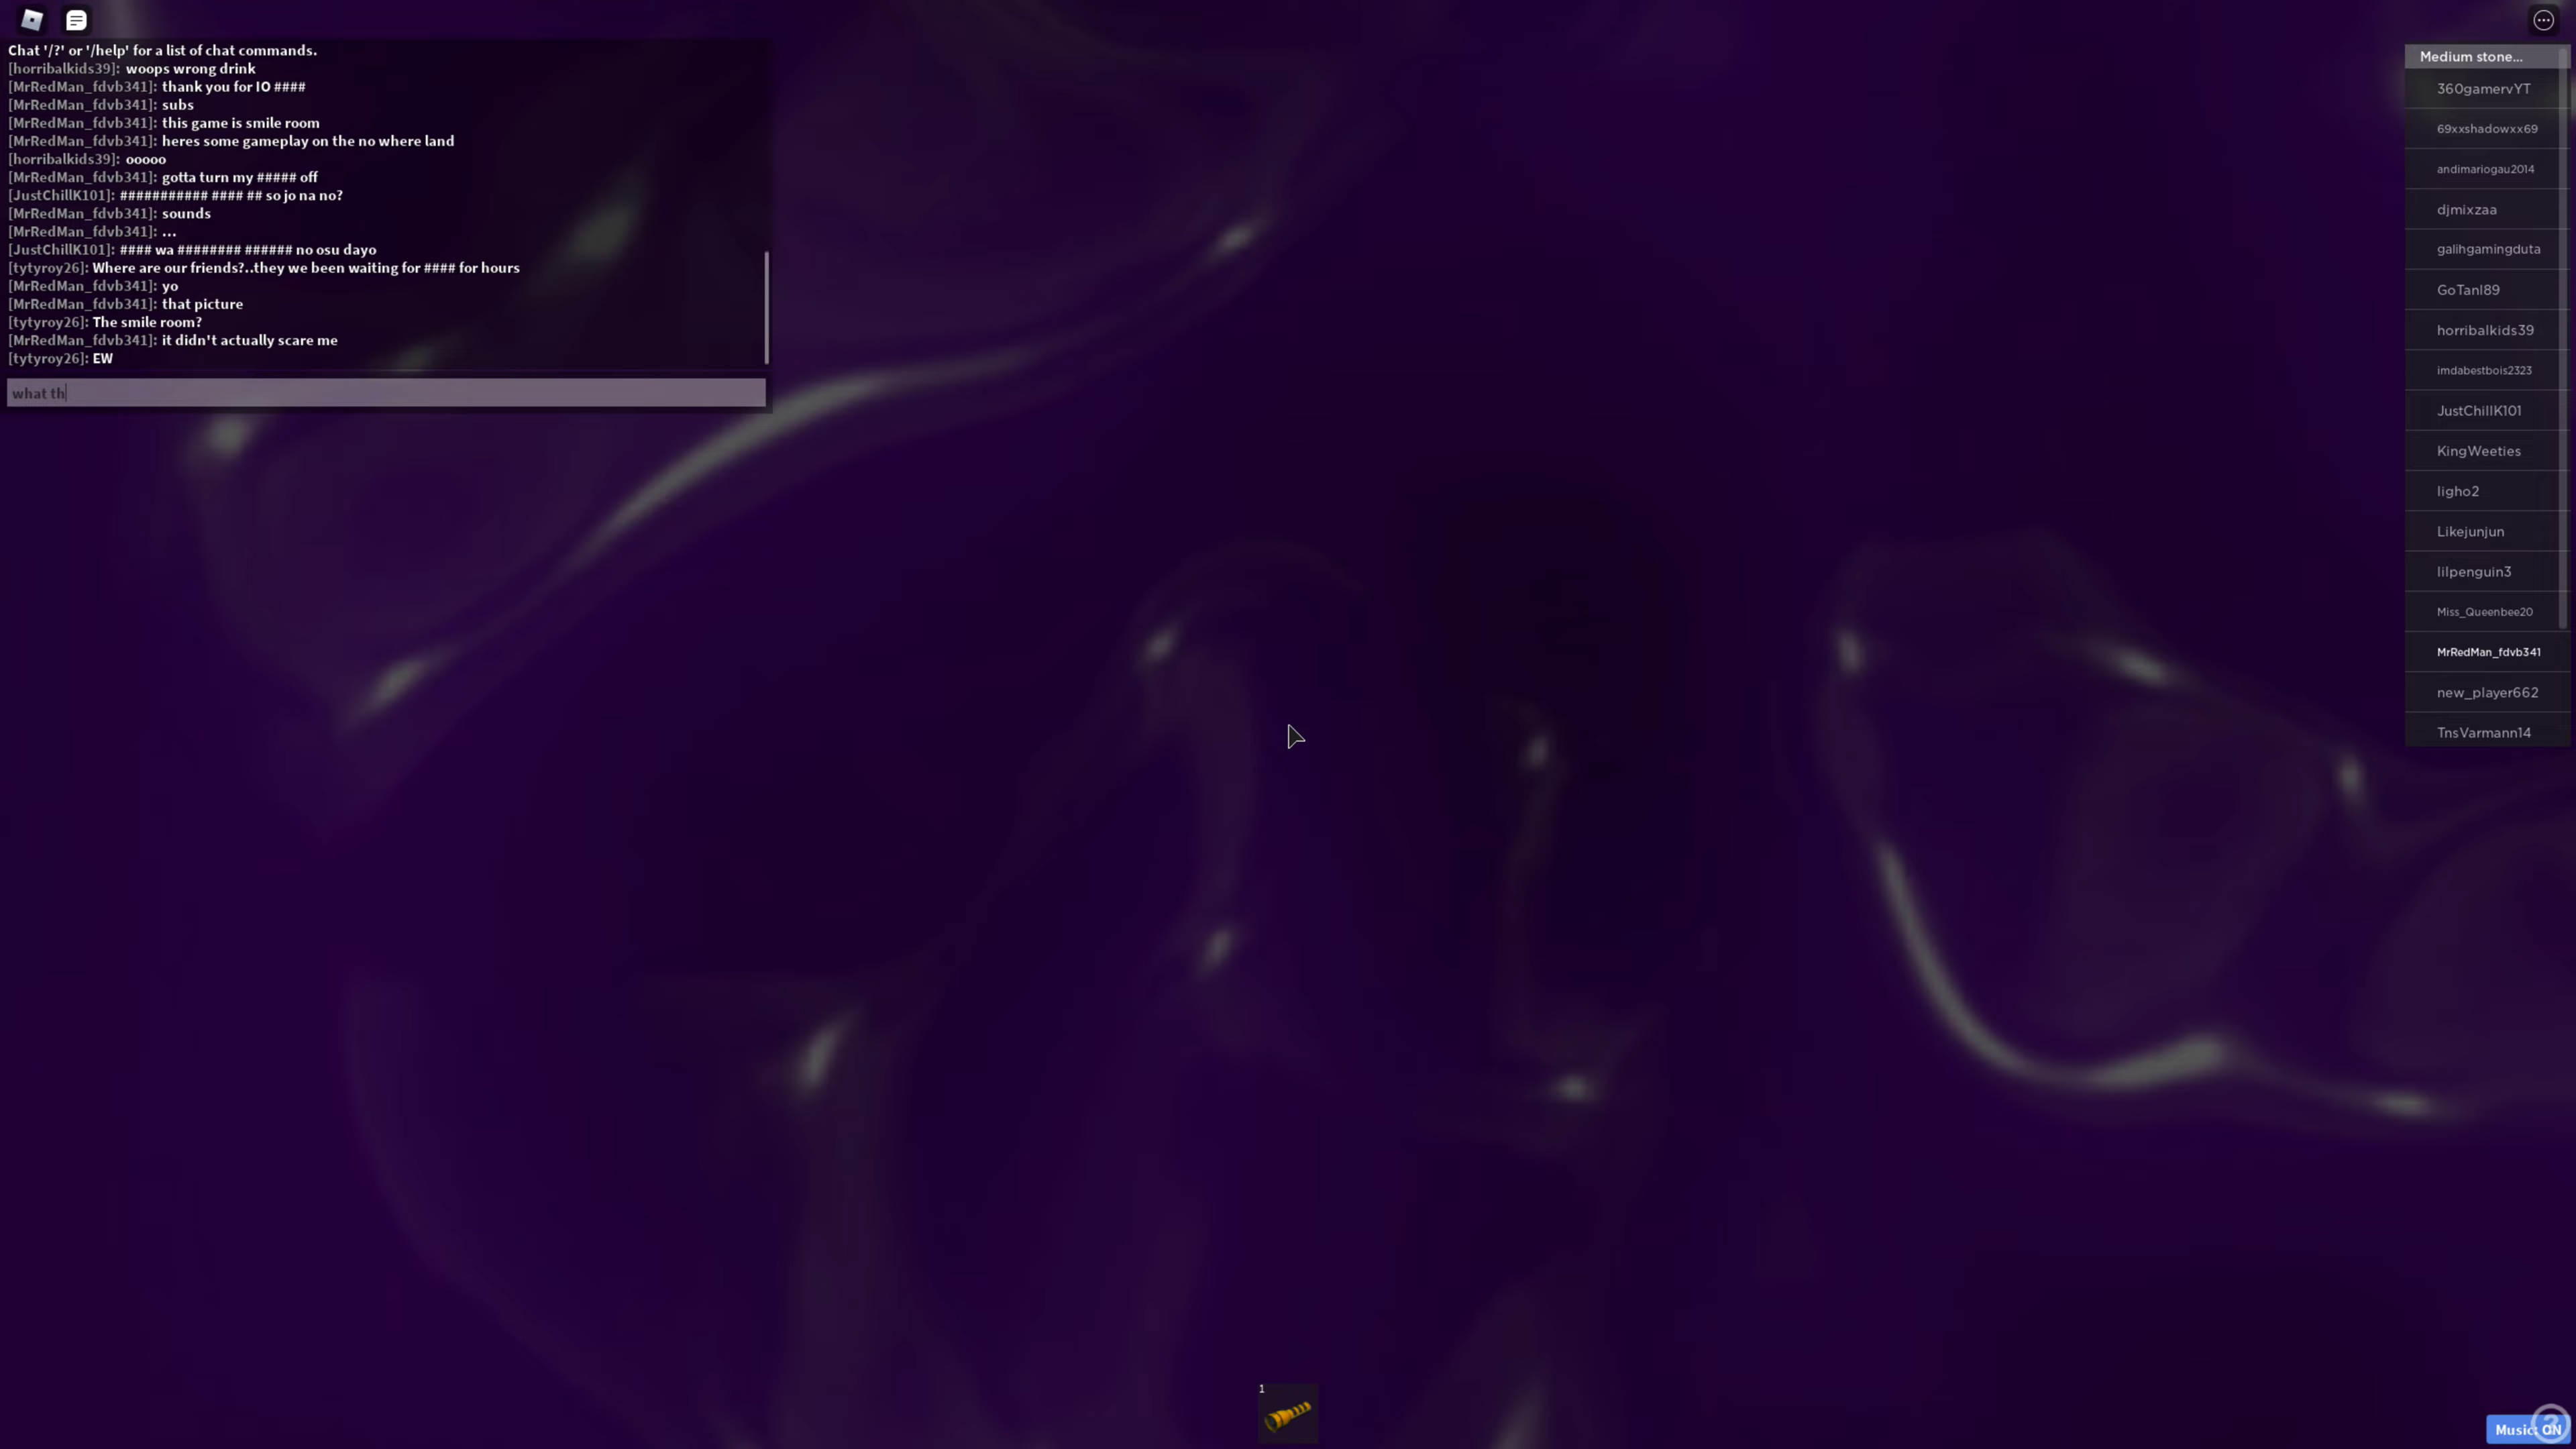 Chat '/?' or '/help' for a list of chat commands.
[horribalkids39]: woops wrong drink
[MrRedMan_fdvb341]: thank you for IO ####
[MrRedMan_fdvb341]: subs
[MrRedMan_fdvb341]: this game is smile room
[MrRedMan_fdvb341]: heres some gameplay on the no where land
[horribalkids39]: ooooo
[MrRedMan_fdvb341]: gotta turn my ##### off
[JustChillK101]: ########### #### ## so jo na no?
[MrRedMan_fdvb341]: sounds
[MrRedMan_fdvb341]: ...
[JustChillK101]: #### wa ######## ###### no osu dayo
[tytyroy26]: Where are our friends?..they we been waiting for #### for hours
[MrRedMan_fdvb341]: yo
[MrRedMan_fdvb341]: that picture
[tytyroy26]: The smile room?
[MrRedMan_fdvb341]: it didn't actually scare me
[tytyroy26]: EW
what th
Medium stone...
360gamervYT
69xxshadowxx69
andimariogau2014
djmixzaa
galihgamingduta
GoTanI89
horribalkids39
imdabestbois2323
JustChillK101
KingWeeties
ligho2
Likejunjun
lilpenguin3
Miss_Queenbee20
MrRedMan_fdvb341
new_player662
TnsVarmann14
1
Music: ON
?